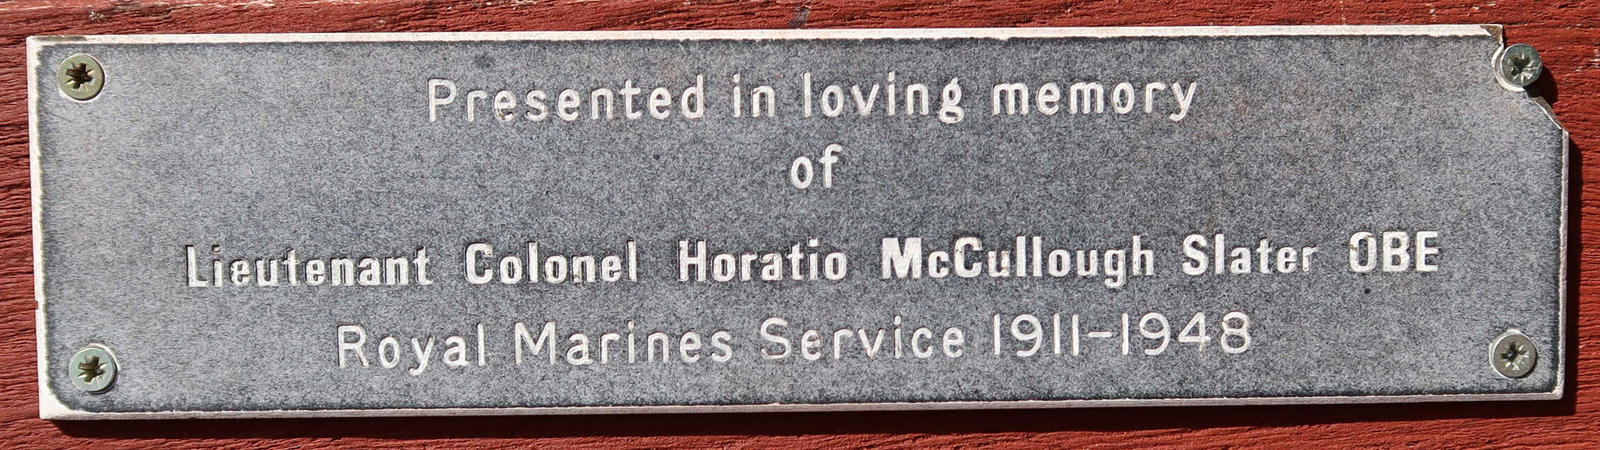 Presented in loving memory
of
Lieutenant Colonel Horatio McCullough Slater OBE
Royal Marines Service 1911-1948